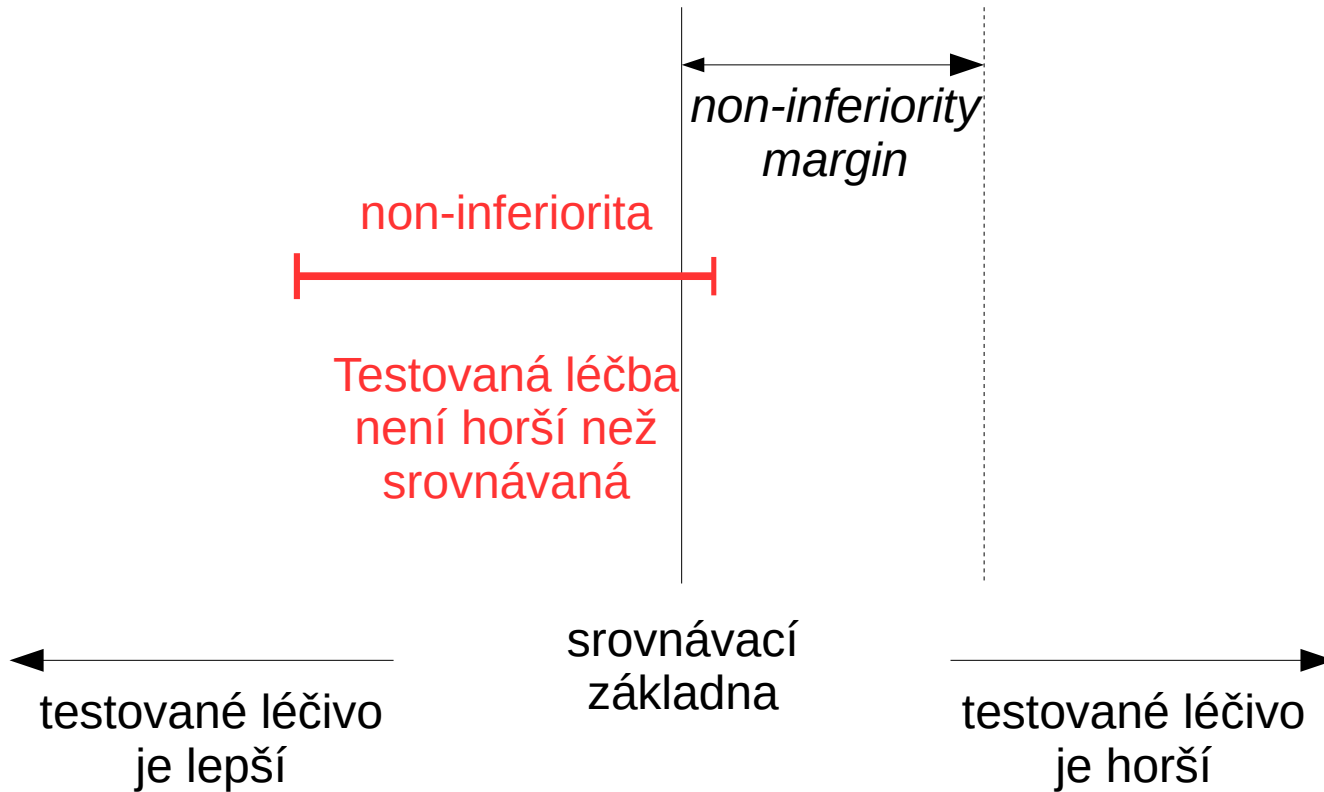 non-inferiority
margin
non-inferiorita
Testovaná léčba
není horší než
srovnávaná
srovnávací
základna
testované léčivo
je lepší
testované léčivo
je horší